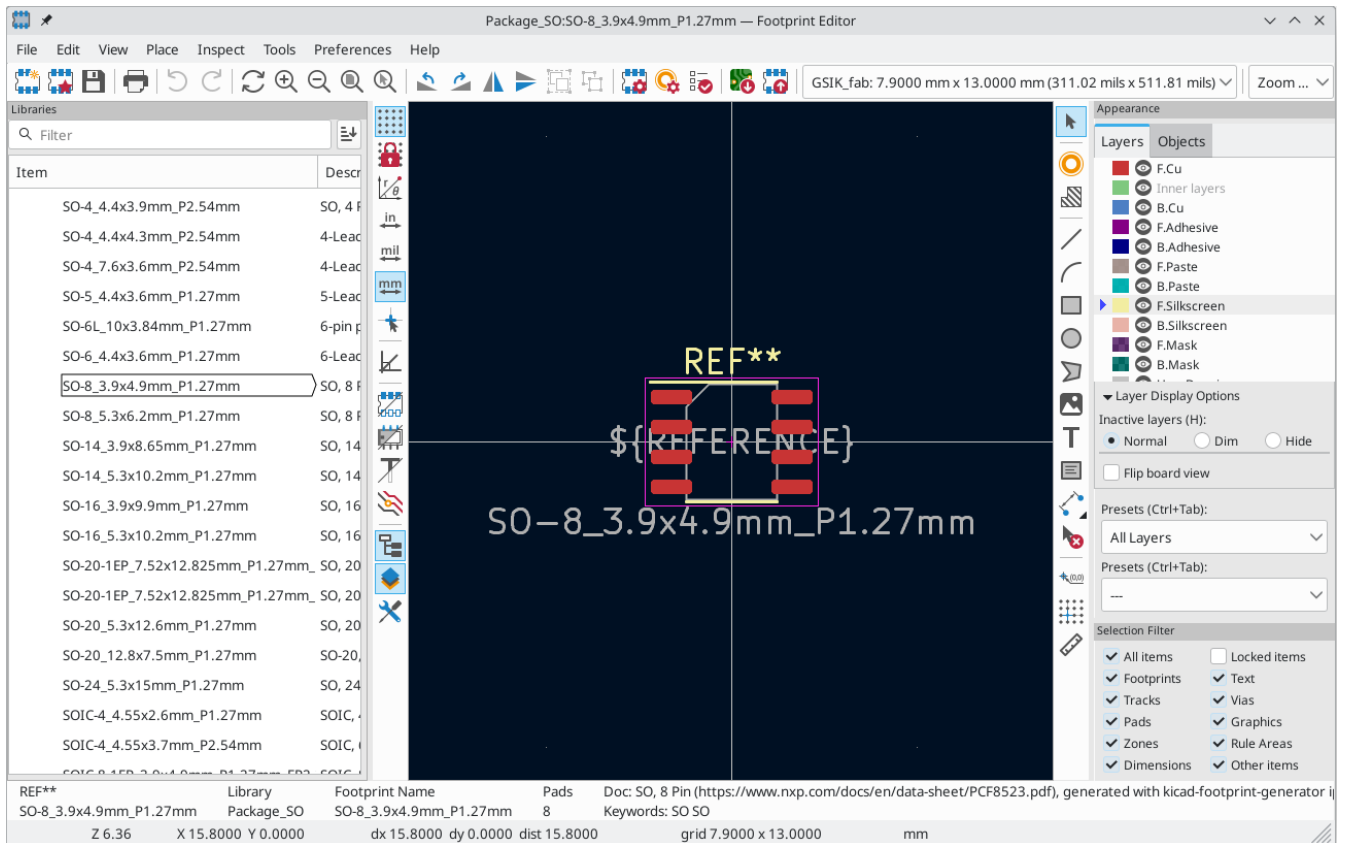 Package_SO:SO-8_3.9x4.9mm_P1.27mm — Footprint Editor
File Edit View Place Inspect Tools Preferences Help
GSIK_fab: 7.9000 mm x 13.0000 mm (311.02 mils x 511.81 mils)
Zoom ...
Libraries
Filter
Item Descr
SO-4_4.4x3.9mm_P2.54mm SO, 4
SO-4_4.4x4.3mm_P2.54mm 4-Lead
SO-4_7.6x3.6mm_P2.54mm 4-Lead
SO-5_4.4x3.6mm_P1.27mm 5-Lead
SO-6L_10x3.84mm_P1.27mm 6-pin p
SO-6_4.4x3.6mm_P1.27mm 6-Lead
SO-8_3.9x4.9mm_P1.27mm SO, 8
SO-8_5.3x6.2mm_P1.27mm SO, 8
SO-14_3.9x8.65mm_P1.27mm SO, 14
SO-14_5.3x10.2mm_P1.27mm SO, 14
SO-16_3.9x9.9mm_P1.27mm SO, 16
SO-16_5.3x10.2mm_P1.27mm SO, 16
SO-20-1EP_7.52x12.825mm_P1.27mm_ SO, 20
SO-20-1EP_7.52x12.825mm_P1.27mm_ SO, 20
SO-20_5.3x12.6mm_P1.27mm SO, 20
SO-20_12.8x7.5mm_P1.27mm SO-20,
SO-24_5.3x15mm_P1.27mm SO, 24
SOIC-4_4.55x2.6mm_P1.27mm SOIC,
SOIC-4_4.55x3.7mm_P2.54mm SOIC,
r/θ
in
mil
mm
REF**
${REFERENCE}
SO-8_3.9x4.9mm_P1.27mm
T
(0,0)
Appearance
Layers Objects
F.Cu
Inner layers
B.Cu
F.Adhesive
B.Adhesive
F.Paste
B.Paste
F.Silkscreen
B.Silkscreen
F.Mask
B.Mask
Layer Display Options
Inactive layers (H):
Normal Dim Hide
Flip board view
Presets (Ctrl+Tab):
All Layers
Presets (Ctrl+Tab):
---
Selection Filter
All items Locked items
Footprints Text
Tracks Vias
Pads Graphics
Zones Rule Areas
Dimensions Other items
REF** Library Footprint Name Pads Doc: SO, 8 Pin (https://www.nxp.com/docs/en/data-sheet/PCF8523.pdf), generated with kicad-footprint-generator
SO-8_3.9x4.9mm_P1.27mm Package_SO SO-8_3.9x4.9mm_P1.27mm 8 Keywords: SO SO
Z 6.36 X 15.8000 Y 0.0000 dx 15.8000 dy 0.0000 dist 15.8000 grid 7.9000 x 13.0000 mm